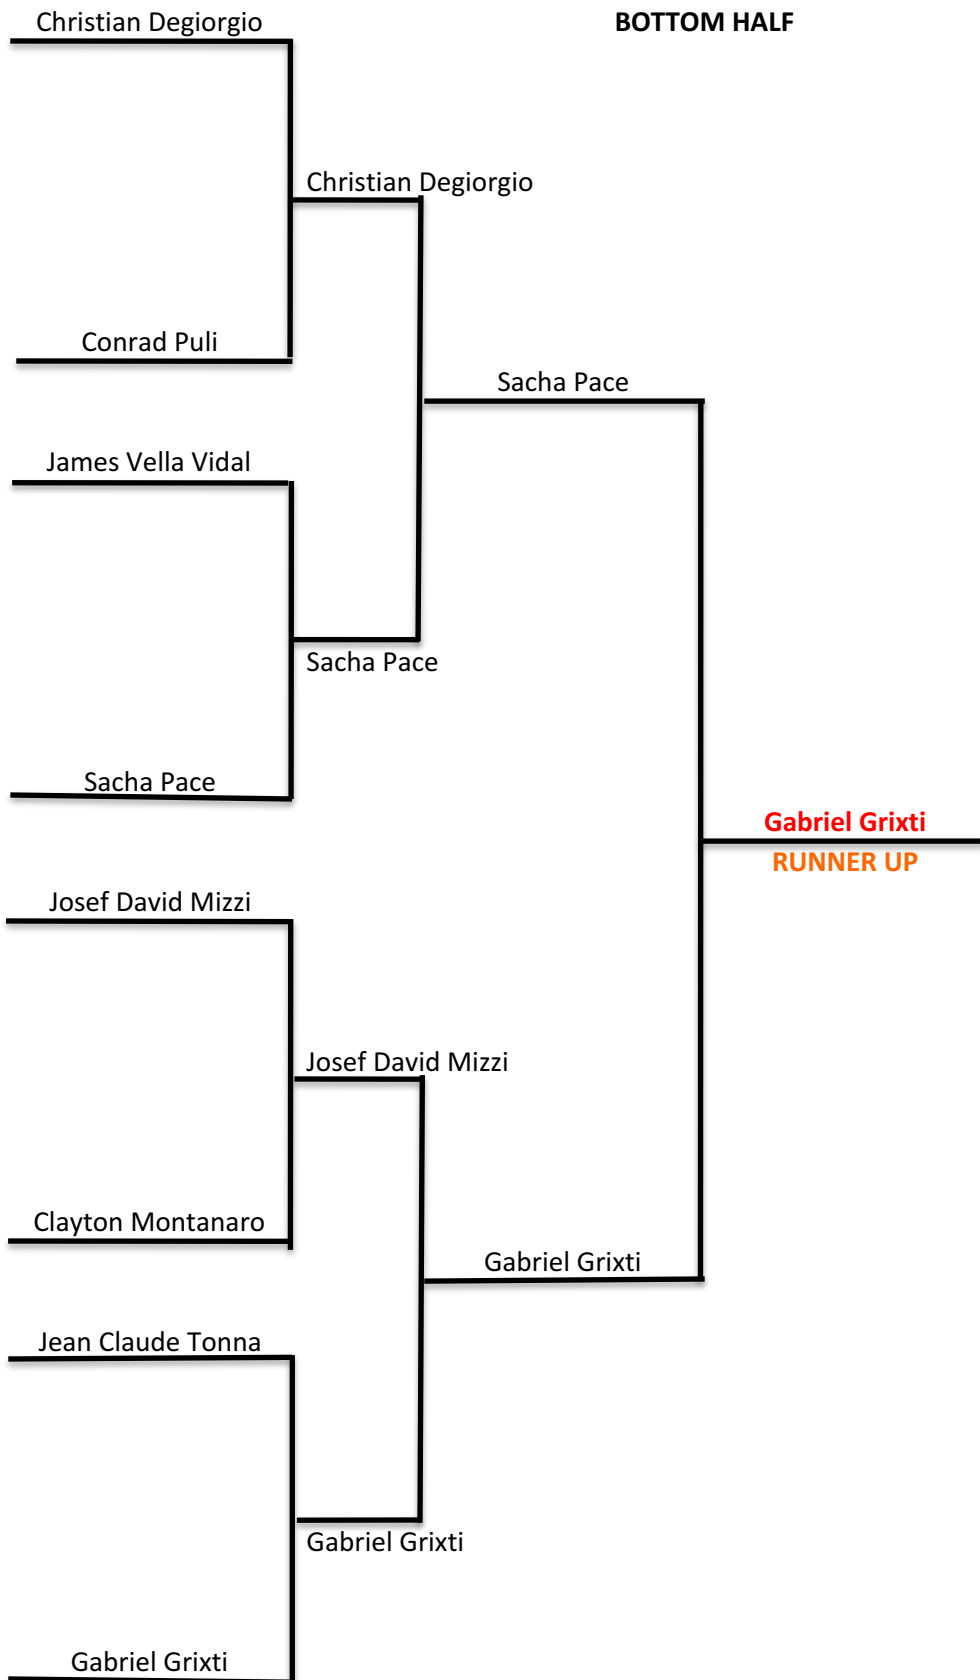 Christian Degiorgio
BOTTOM HALF
Christian Degiorgio
Conrad Puli
Sacha Pace
James Vella Vidal
Sacha Pace
Sacha Pace
Gabriel Grixti
RUNNER UP
Josef David Mizzi
Josef David Mizzi
Clayton Montanaro
Gabriel Grixti
Jean Claude Tonna
Gabriel Grixti
Gabriel Grixti